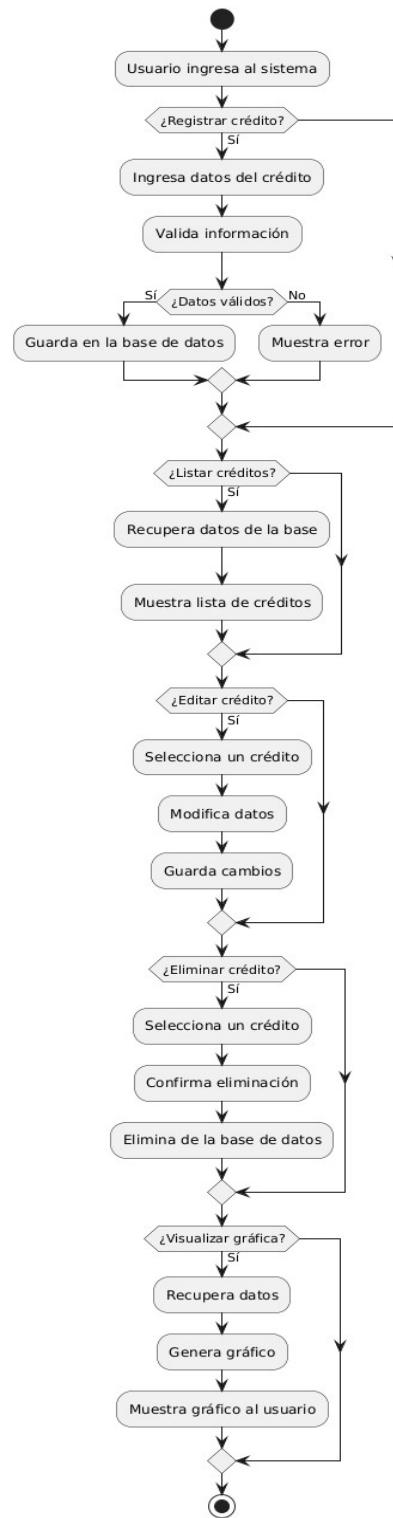 Usuario ingresa al sistema
¿Registrar crédito?
Sí
Ingresa datos del crédito
Valida información
Sí
¿Datos válidos?
No
Guarda en la base de datos
Muestra error
¿Listar créditos?
Sí
Recupera datos de la base
Muestra lista de créditos
¿Editar crédito?
Sí
Selecciona un crédito
Modifica datos
Guarda cambios
¿Eliminar crédito?
Sí
Selecciona un crédito
Confirma eliminación
Elimina de la base de datos
¿Visualizar gráfica?
Sí
Recupera datos
Genera gráfico
Muestra gráfico al usuario